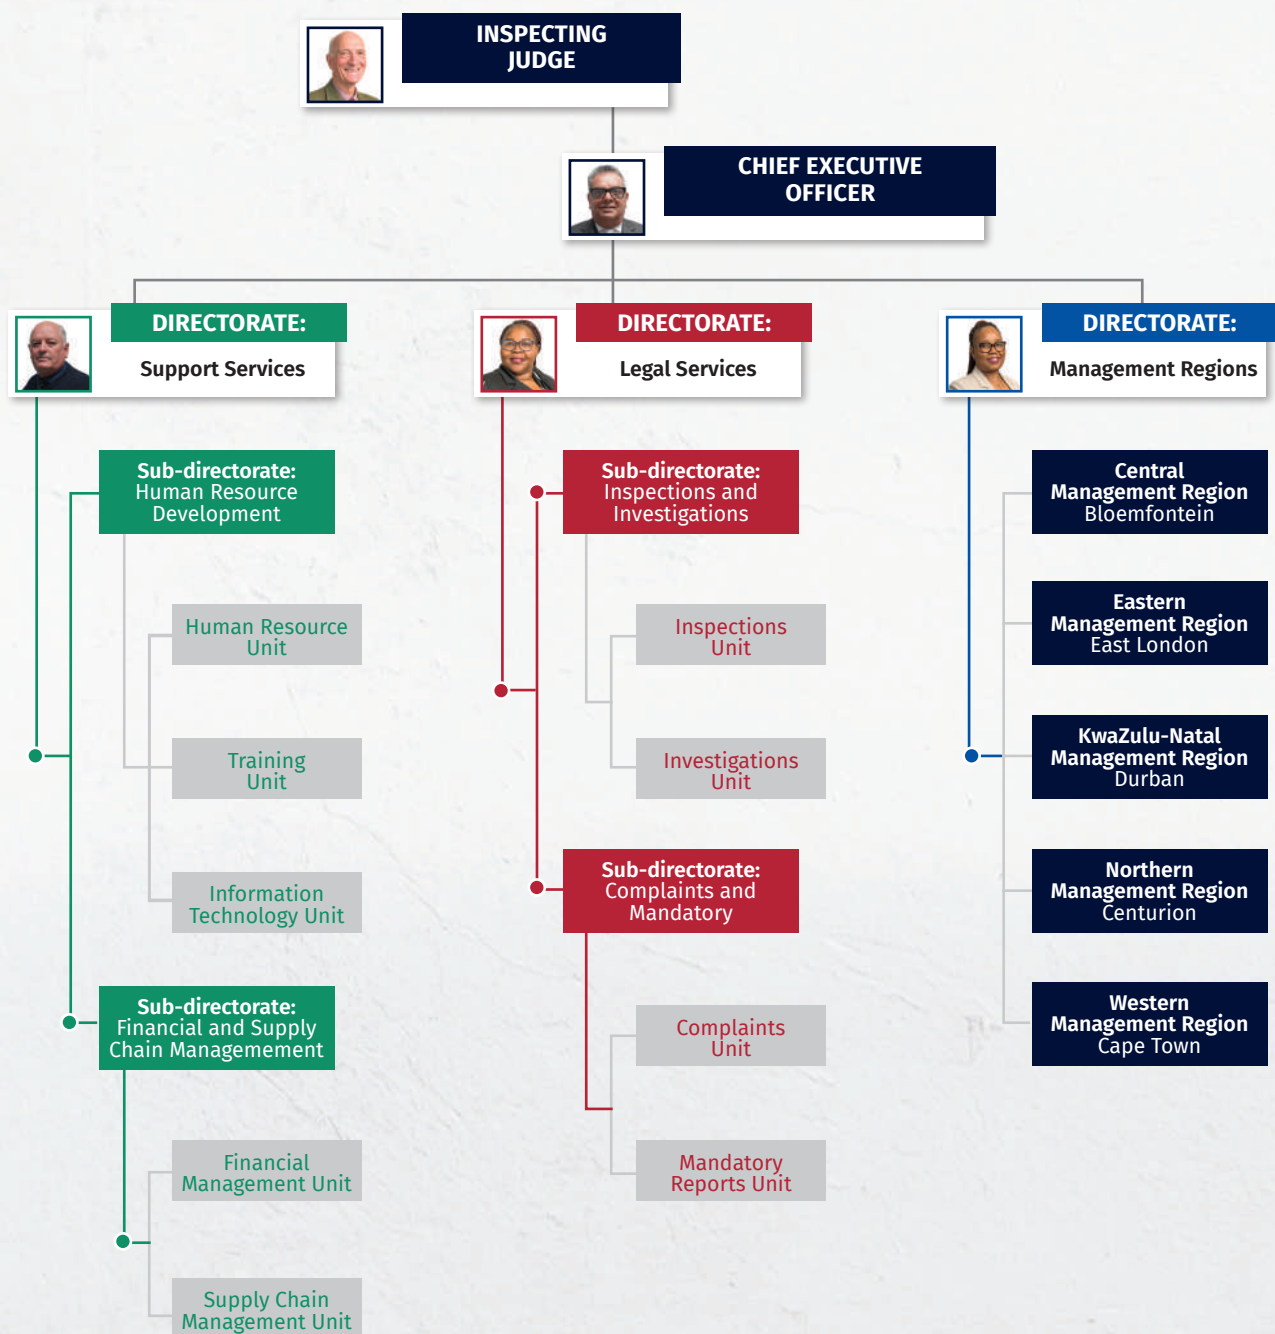 INSPECTING
JUDGE
CHIEF EXECUTIVE
OFFICER
DIRECTORATE:
Support Services
Sub-directorate:
Human Resource
Development
Human Resource
Unit
Training
Unit
Information
Technology Unit
Sub-directorate:
Financial and Supply
Chain Managemement
Financial
Management Unit
Supply Chain
Management Unit
DIRECTORATE:
Legal Services
Sub-directorate:
Inspections and
Investigations
Inspections
Unit
Investigations
Unit
Sub-directorate:
Complaints and
Mandatory
Complaints
Unit
Mandatory
Reports Unit
DIRECTORATE:
Management Regions
Central
Management Region
Bloemfontein
Eastern
Management Region
East London
KwaZulu-Natal
Management Region
Durban
Northern
Management Region
Centurion
Western
Management Region
Cape Town